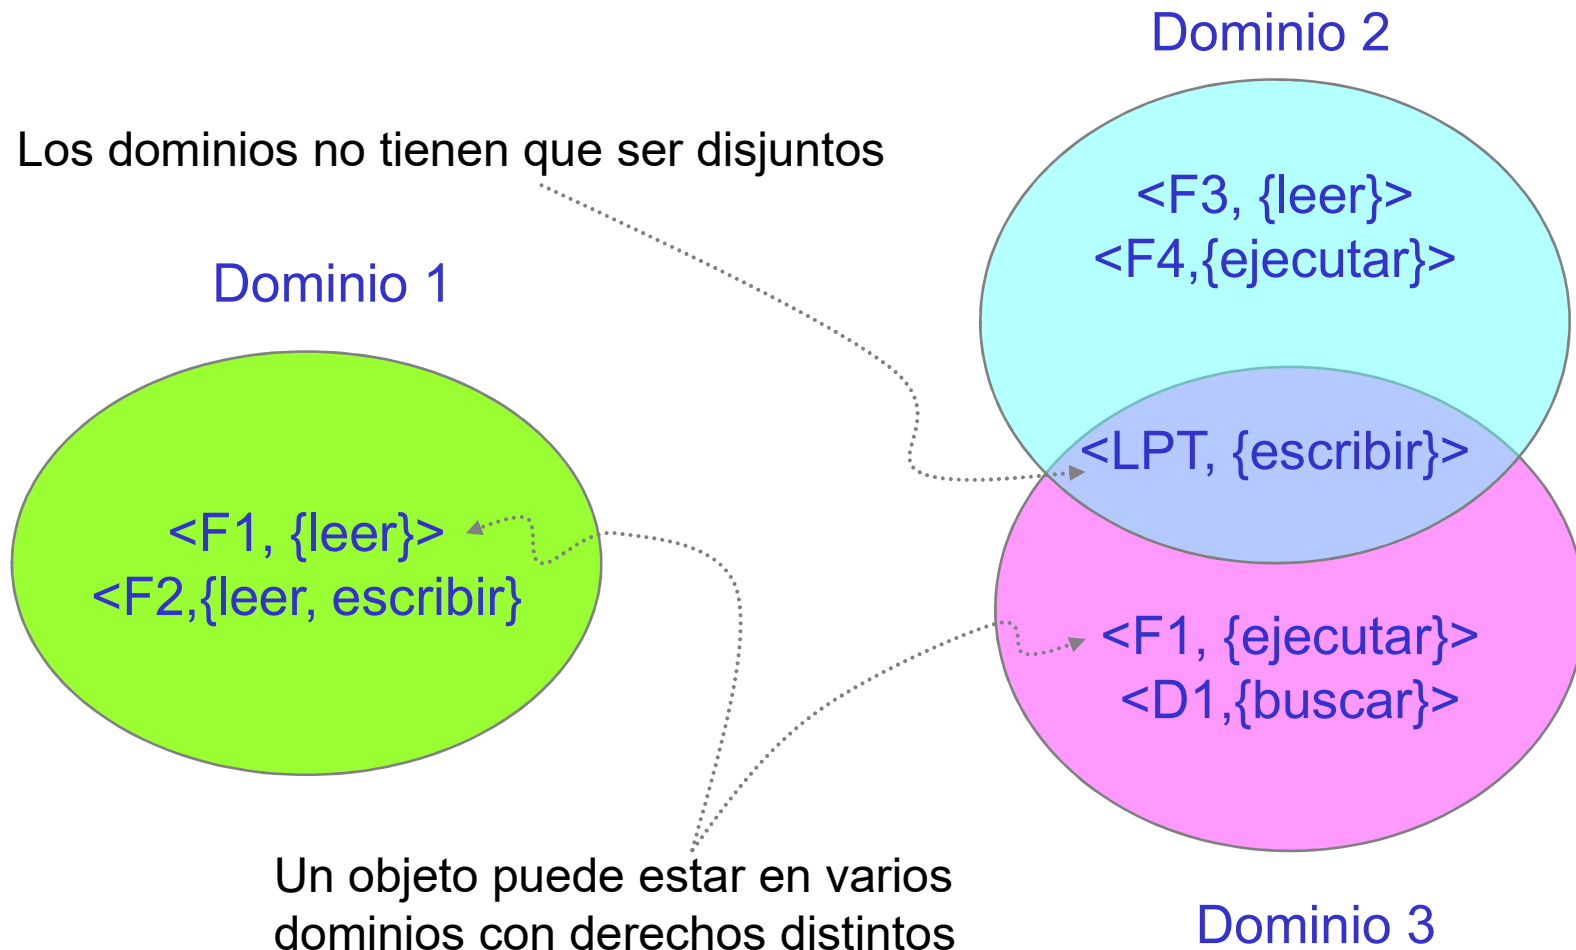 Dominio 2
Los dominios no tienen que ser disjuntos
<F3, {leer}>
<F4,{ejecutar}>
Dominio 1
<LPT, {escribir}>
<F1, {leer}>
<F2,{leer, escribir}
<F1, {ejecutar}>
<D1,{buscar}>
Un objeto puede estar en varios
dominios con derechos distintos
Dominio 3